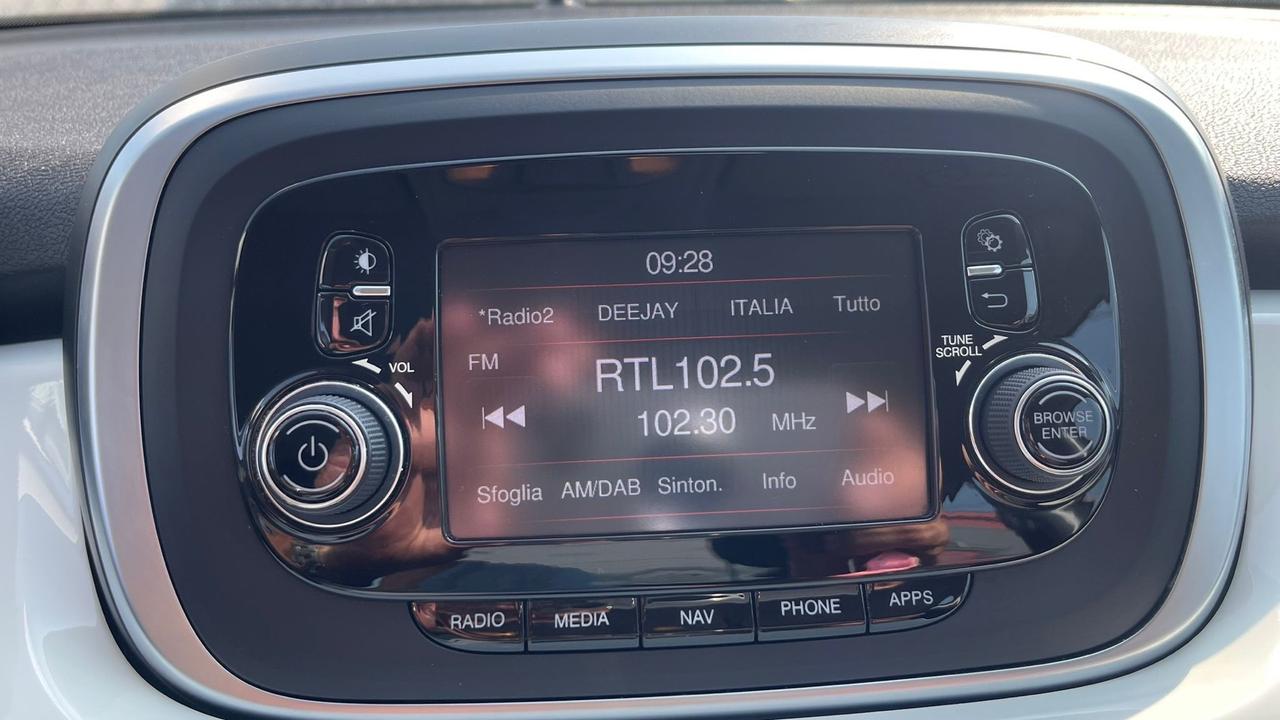 09:28
*Radio2 DEEJAY ITALIA Tutto
FM
RTL102.5
102.30 MHz
Sfoglia AM/DAB Sinton. Info Audio
VOL
TUNE
SCROLL
BROWSE
ENTER
RADIO MEDIA NAV PHONE APPS